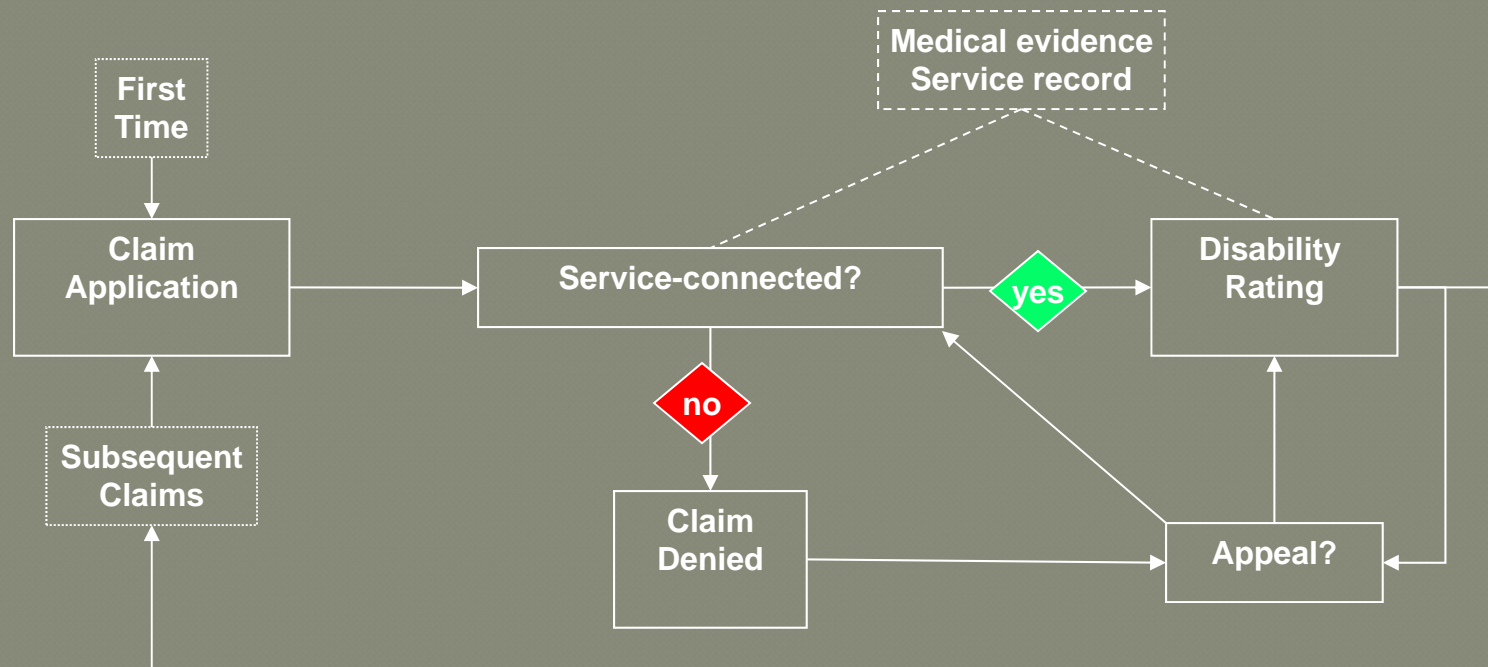 Medical evidence
Service record
First
Time
Claim
Application
Service-connected?
yes
Disability
Rating
no
Subsequent
Claims
Claim
Denied
Appeal?